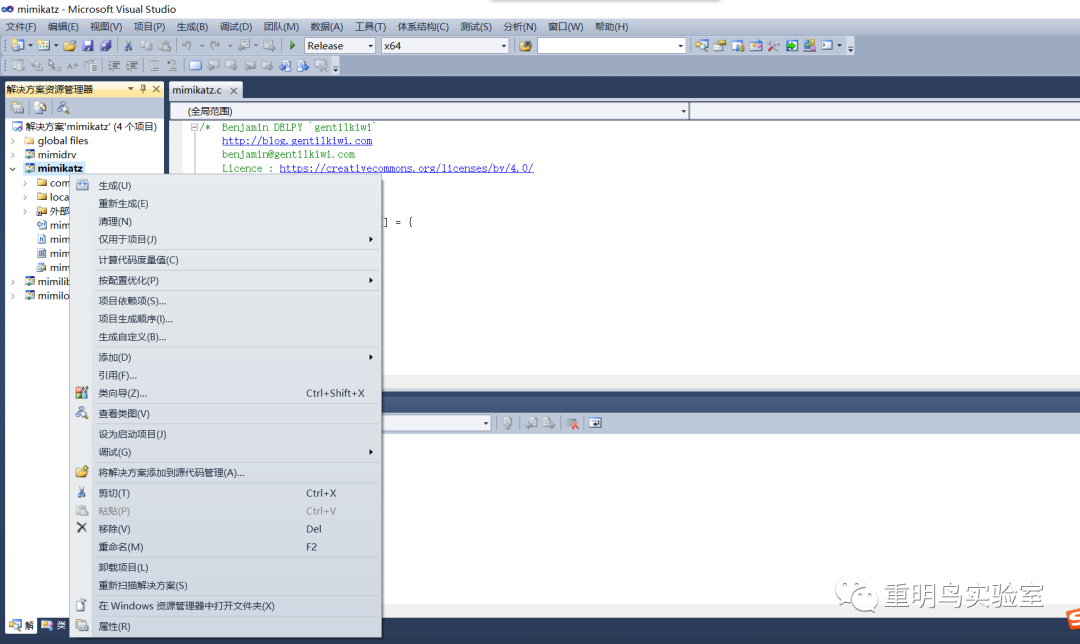 mimikatz - Microsoft Visual Studio
文件(F) 编辑(E) 视图(V) 项目(P) 生成(B) 调试(D) 团队(M) 数据(A) 工具(T) 体系结构(C) 测试(S) 分析(N) 窗口(W) 帮助(H)
Release x64
解决方案资源管理器
mimikatz.c
(全局范围)
解决方案'mimikatz' (4 个项目)
global files
mimidrv
mimikatz
com
loca
外部
mim
mim
mim
mim
mimilib
mimilo
/* Benjamin DELPY `gentilkiwi`
http://blog.gentilkiwi.com
benjamin@gentilkiwi.com
Licence : https://creativecommons.org/licenses/by/4.0/
] = {
生成(U)
重新生成(E)
清理(N)
仅用于项目(J)
计算代码度量值(C)
按配置优化(P)
项目依赖项(S)...
项目生成顺序(I)...
生成自定义(B)...
添加(D)
引用(F)...
类向导(Z)... Ctrl+Shift+X
查看类图(V)
设为启动项目(J)
调试(G)
将解决方案添加到源代码管理(A)...
剪切(T) Ctrl+X
粘贴(P) Ctrl+V
移除(V) Del
重命名(M) F2
卸载项目(L)
重新扫描解决方案(S)
在 Windows 资源管理器中打开文件夹(X)
属性(R)
解 类
重明鸟实验室